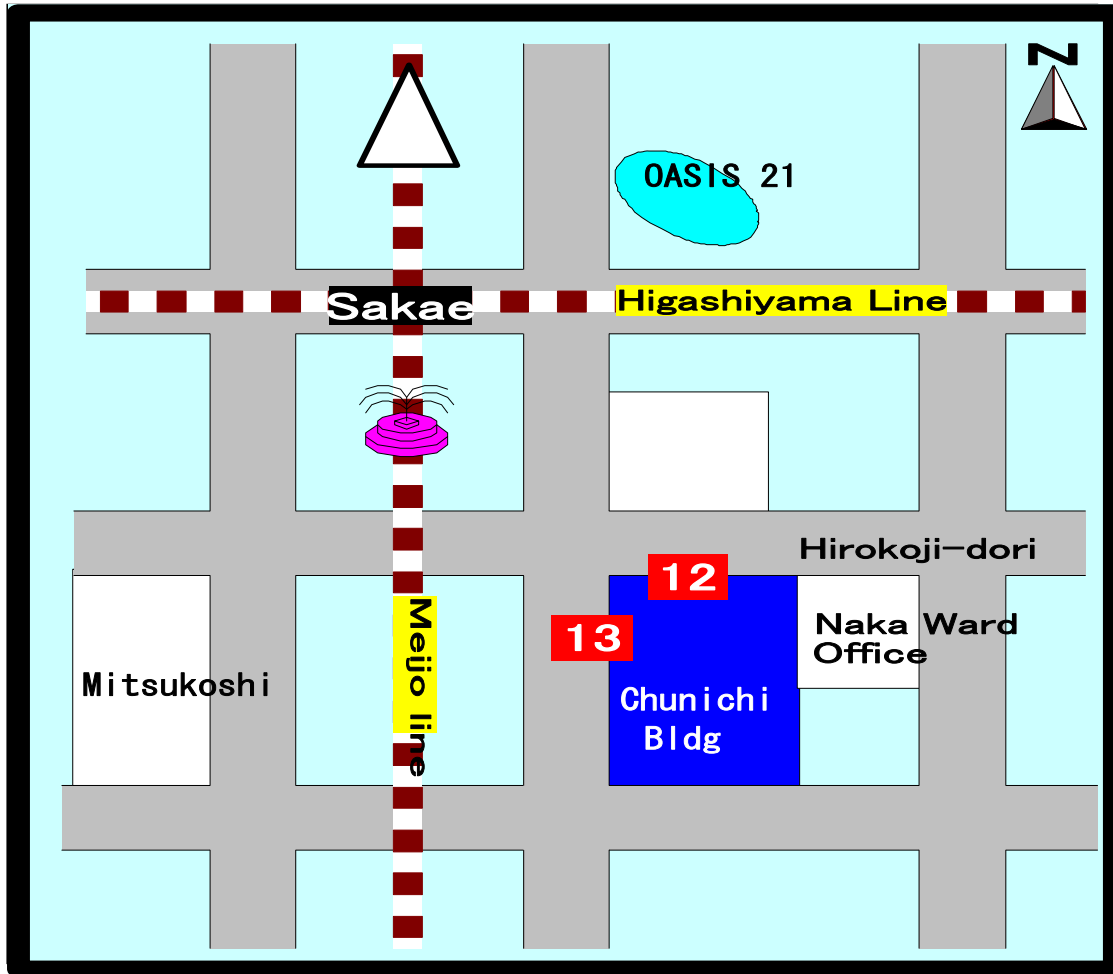 N
OASIS 21
Sakae
Higashiyama Line
Hirokoji-dori
12
13
Naka Ward
Office
Meijo line
Mitsukoshi
Chunichi
Bldg